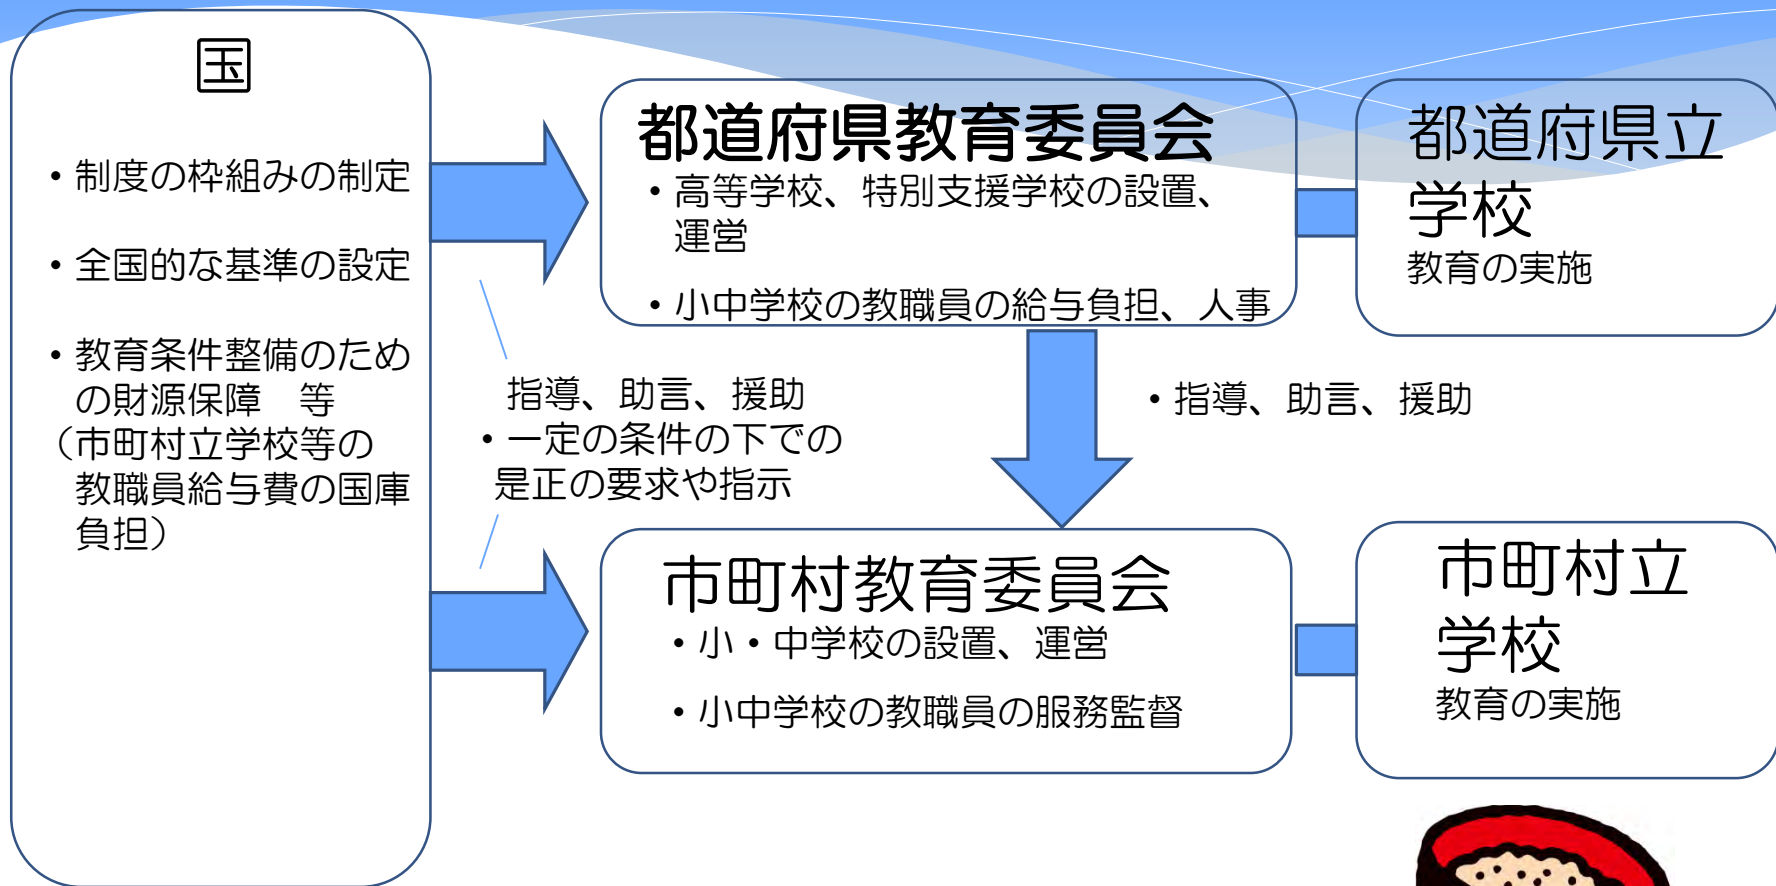 国
・制度の枠組みの制定
・全国的な基準の設定
・教育条件整備のため
の財源保障　等
（市町村立学校等の
教職員給与費の国庫
負担）
都道府県教育委員会
・高等学校、特別支援学校の設置、
運営
・小中学校の教職員の給与負担、人事
都道府県立
学校
教育の実施
指導、助言、援助
・一定の条件の下での
是正の要求や指示
・指導、助言、援助
市町村教育委員会
・小・中学校の設置、運営
・小中学校の教職員の服務監督
市町村立
学校
教育の実施